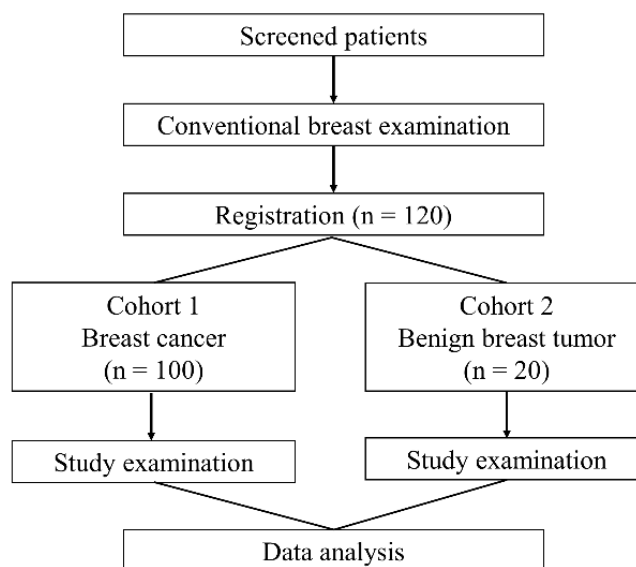 Screened patients
Conventional breast examination
Registration (n = 120)
Cohort 1
Breast cancer
(n = 100)
Cohort 2
Benign breast tumor
(n = 20)
Study examination
Study examination
Data analysis